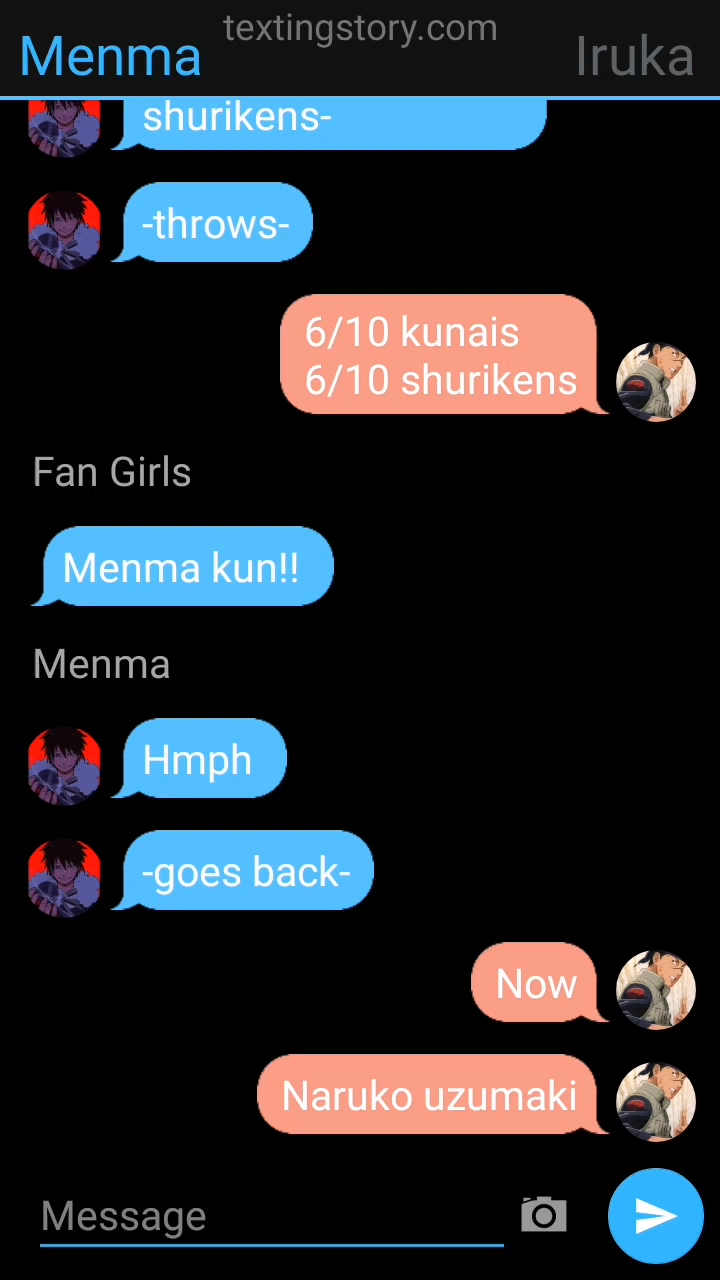 textingstory.com
Menma
Iruka
shurikens-
-throws-
6/10 kunais
6/10 shurikens
Fan Girls
Menma kun!!
Menma
Hmph
-goes back-
Now
Naruko uzumaki
Message